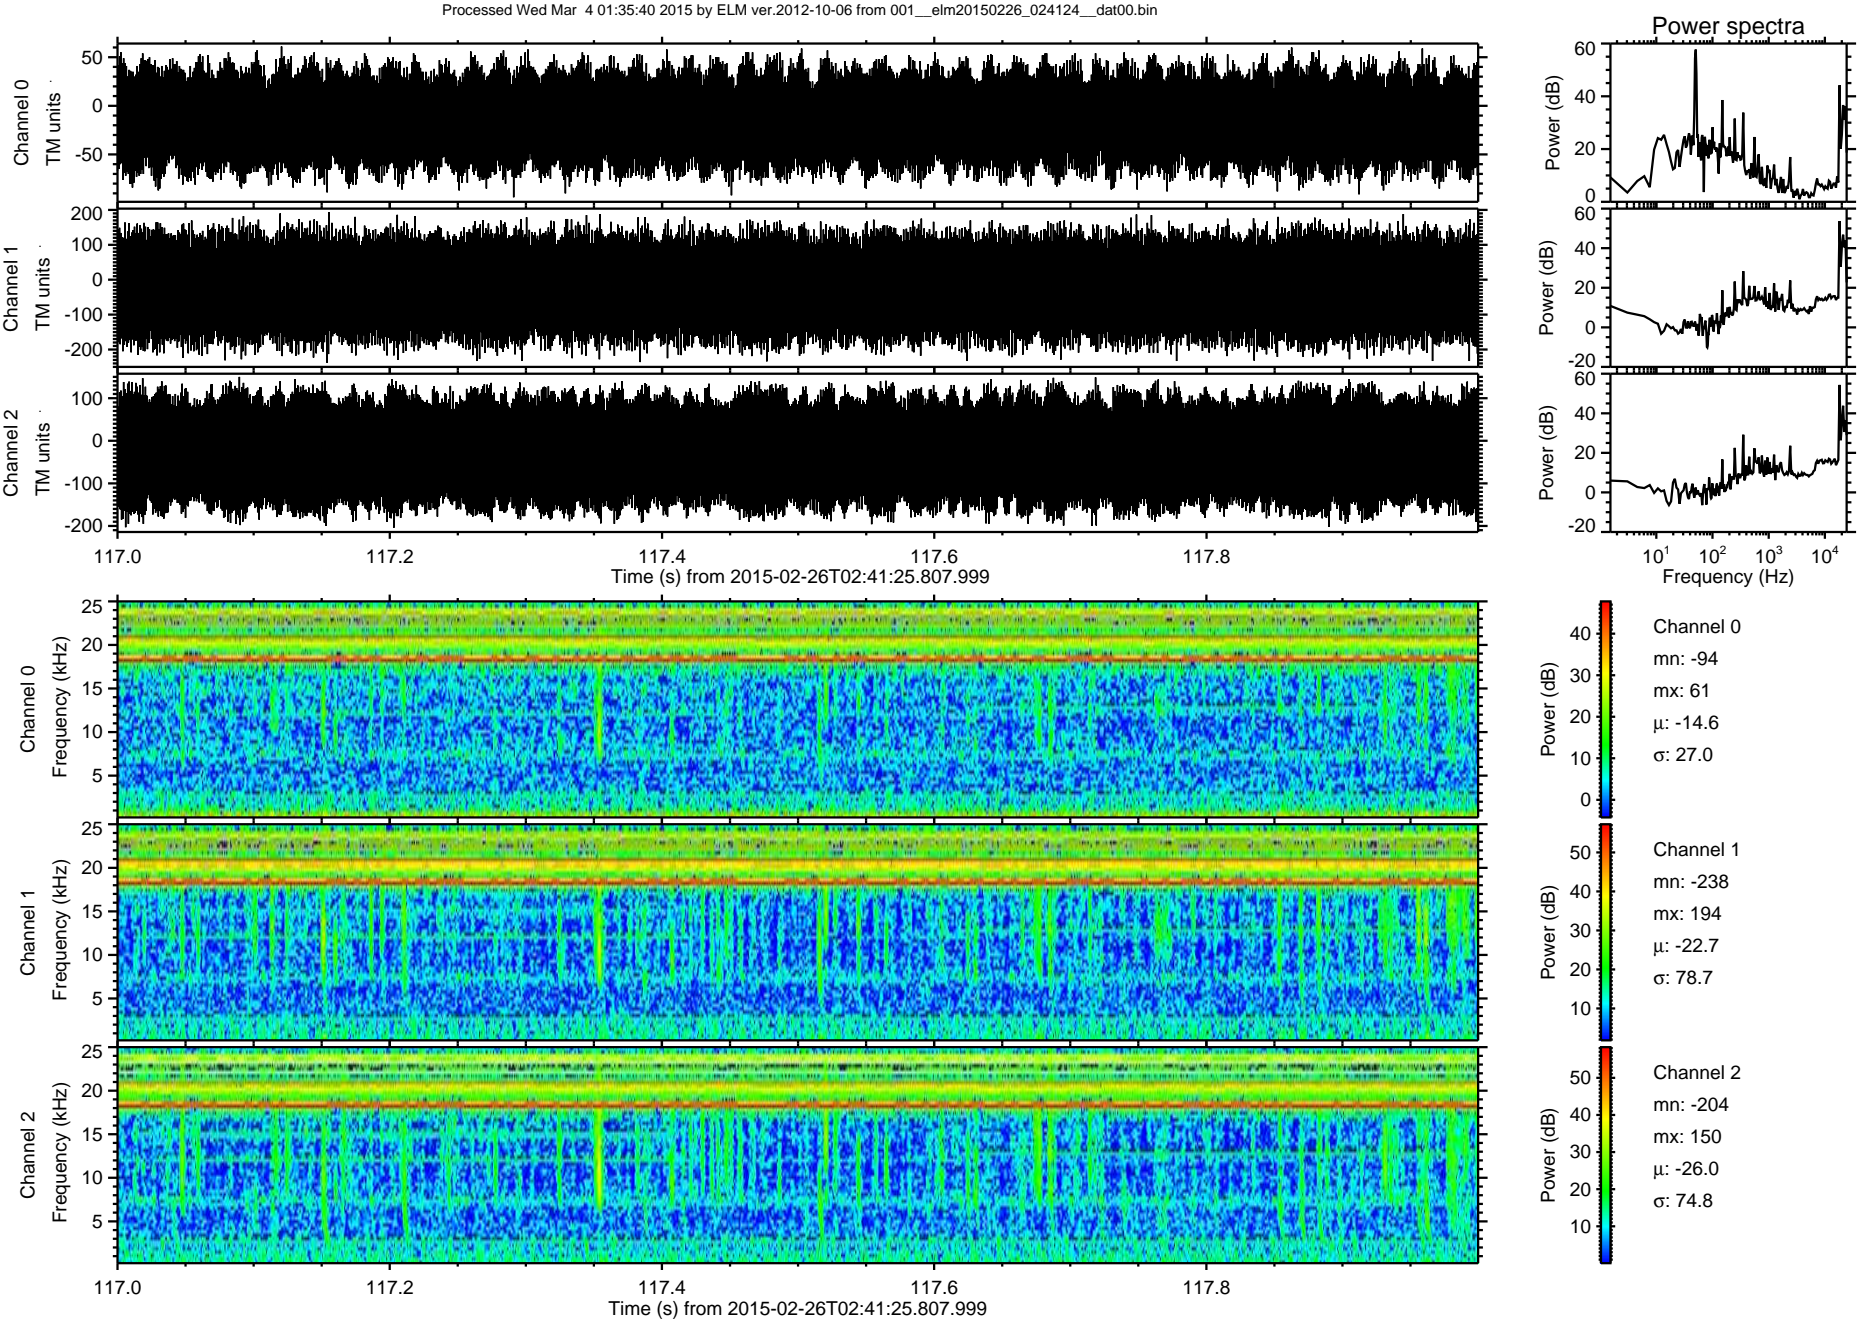 Processed Wed Mar  4 01:35:40 2015 by ELM ver.2012-10-06 from 001__elm20150226_024124__dat00.bin
Power spectra
Channel 0
TM units
50
0
-50
Power (dB)
60
40
20
0
Channel 1
TM units
200
100
0
-100
-200
Power (dB)
60
40
20
0
-20
Channel 2
TM units
100
0
-100
-200
Power (dB)
60
40
20
0
-20
117.0 117.2 117.4 117.6 117.8
Time (s) from 2015-02-26T02:41:25.807.999
10¹ 10² 10³ 10⁴
Frequency (Hz)
Channel 0
Frequency (kHz)
25
20
15
10
5
Power (dB)
40
30
20
10
0
Channel 0
mn: -94
mx: 61
μ: -14.6
σ: 27.0
Channel 1
Frequency (kHz)
25
20
15
10
5
Power (dB)
50
40
30
20
10
Channel 1
mn: -238
mx: 194
μ: -22.7
σ: 78.7
Channel 2
Frequency (kHz)
25
20
15
10
5
Power (dB)
50
40
30
20
10
Channel 2
mn: -204
mx: 150
μ: -26.0
σ: 74.8
117.0 117.2 117.4 117.6 117.8
Time (s) from 2015-02-26T02:41:25.807.999